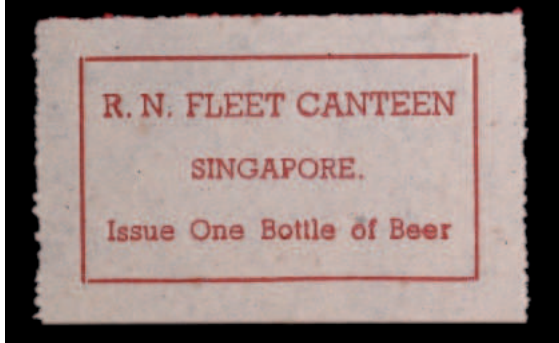 R. N. FLEET CANTEEN
SINGAPORE.
Issue One Bottle of Beer